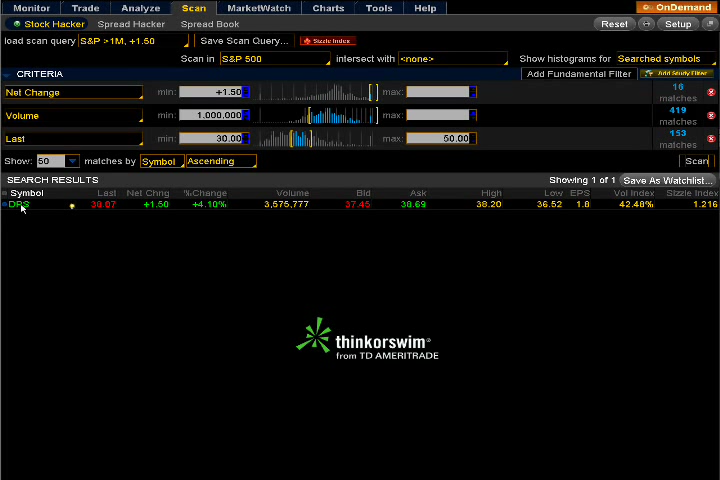 Monitor Trade Analyze Scan MarketWatch Charts Tools Help OnDemand
Stock Hacker Spread Hacker Spread Book Reset Setup
load scan query S&P >1M, +1.50 Save Scan Query... Sizzle Index
Scan in S&P 500 intersect with <none> Show histograms for Searched symbols
CRITERIA Add Fundamental Filter Add Study Filter
Net Change min: +1.50 max: 16 matches
Volume min: 1,000,000 max: 419 matches
Last min: 30.00 max: 50.00 153 matches
Show: 50 matches by Symbol Ascending Scan
SEARCH RESULTS Showing 1 of 1 Save As Watchlist...
Symbol Last Net Chng %Change Volume Bid Ask High Low EPS Vol Index Sizzle Index
DPS +1.50 +4.10% 3,575,777 37.45 38.20 36.52 1.8 42.48% 1.216
thinkorswim®
from TD AMERITRADE